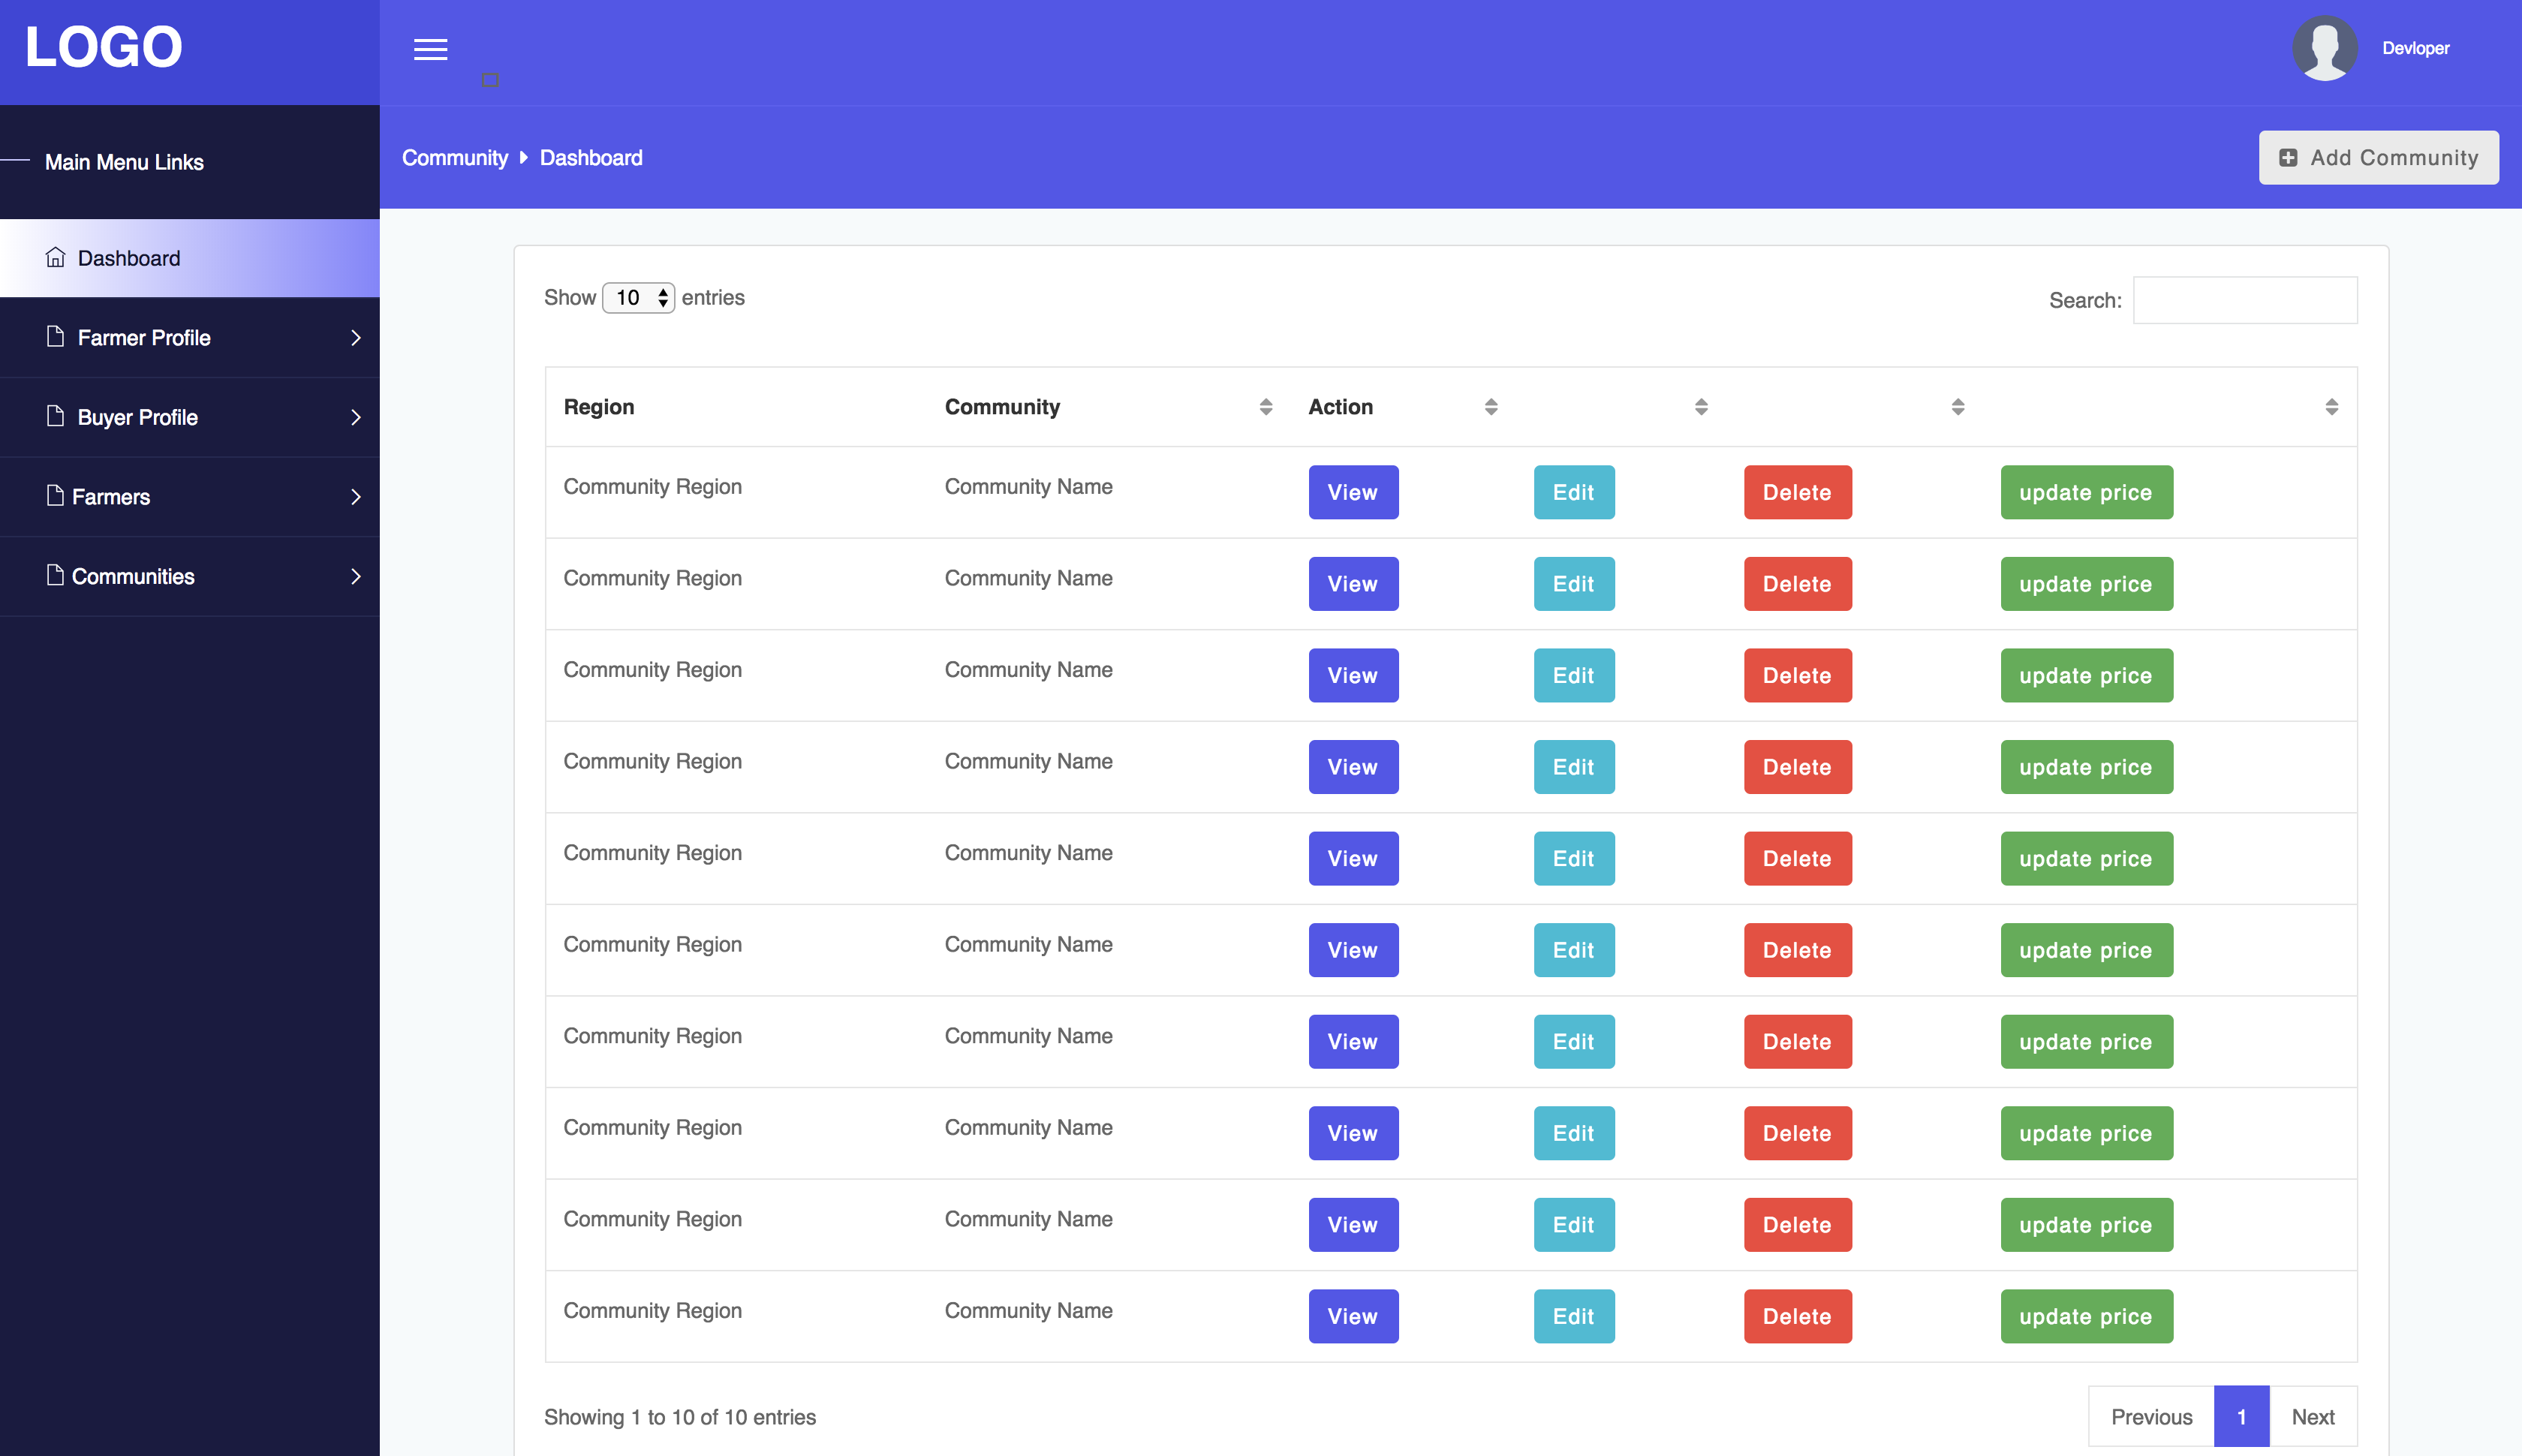 LOGO
Devloper
Main Menu Links
Community Dashboard
Add Community
Dashboard
Farmer Profile
Buyer Profile
Farmers
Communities
Show 10 entries
Search:
Region Community Action
Community Region Community Name View Edit Delete update price
Community Region Community Name View Edit Delete update price
Community Region Community Name View Edit Delete update price
Community Region Community Name View Edit Delete update price
Community Region Community Name View Edit Delete update price
Community Region Community Name View Edit Delete update price
Community Region Community Name View Edit Delete update price
Community Region Community Name View Edit Delete update price
Community Region Community Name View Edit Delete update price
Community Region Community Name View Edit Delete update price
Showing 1 to 10 of 10 entries
Previous 1 Next